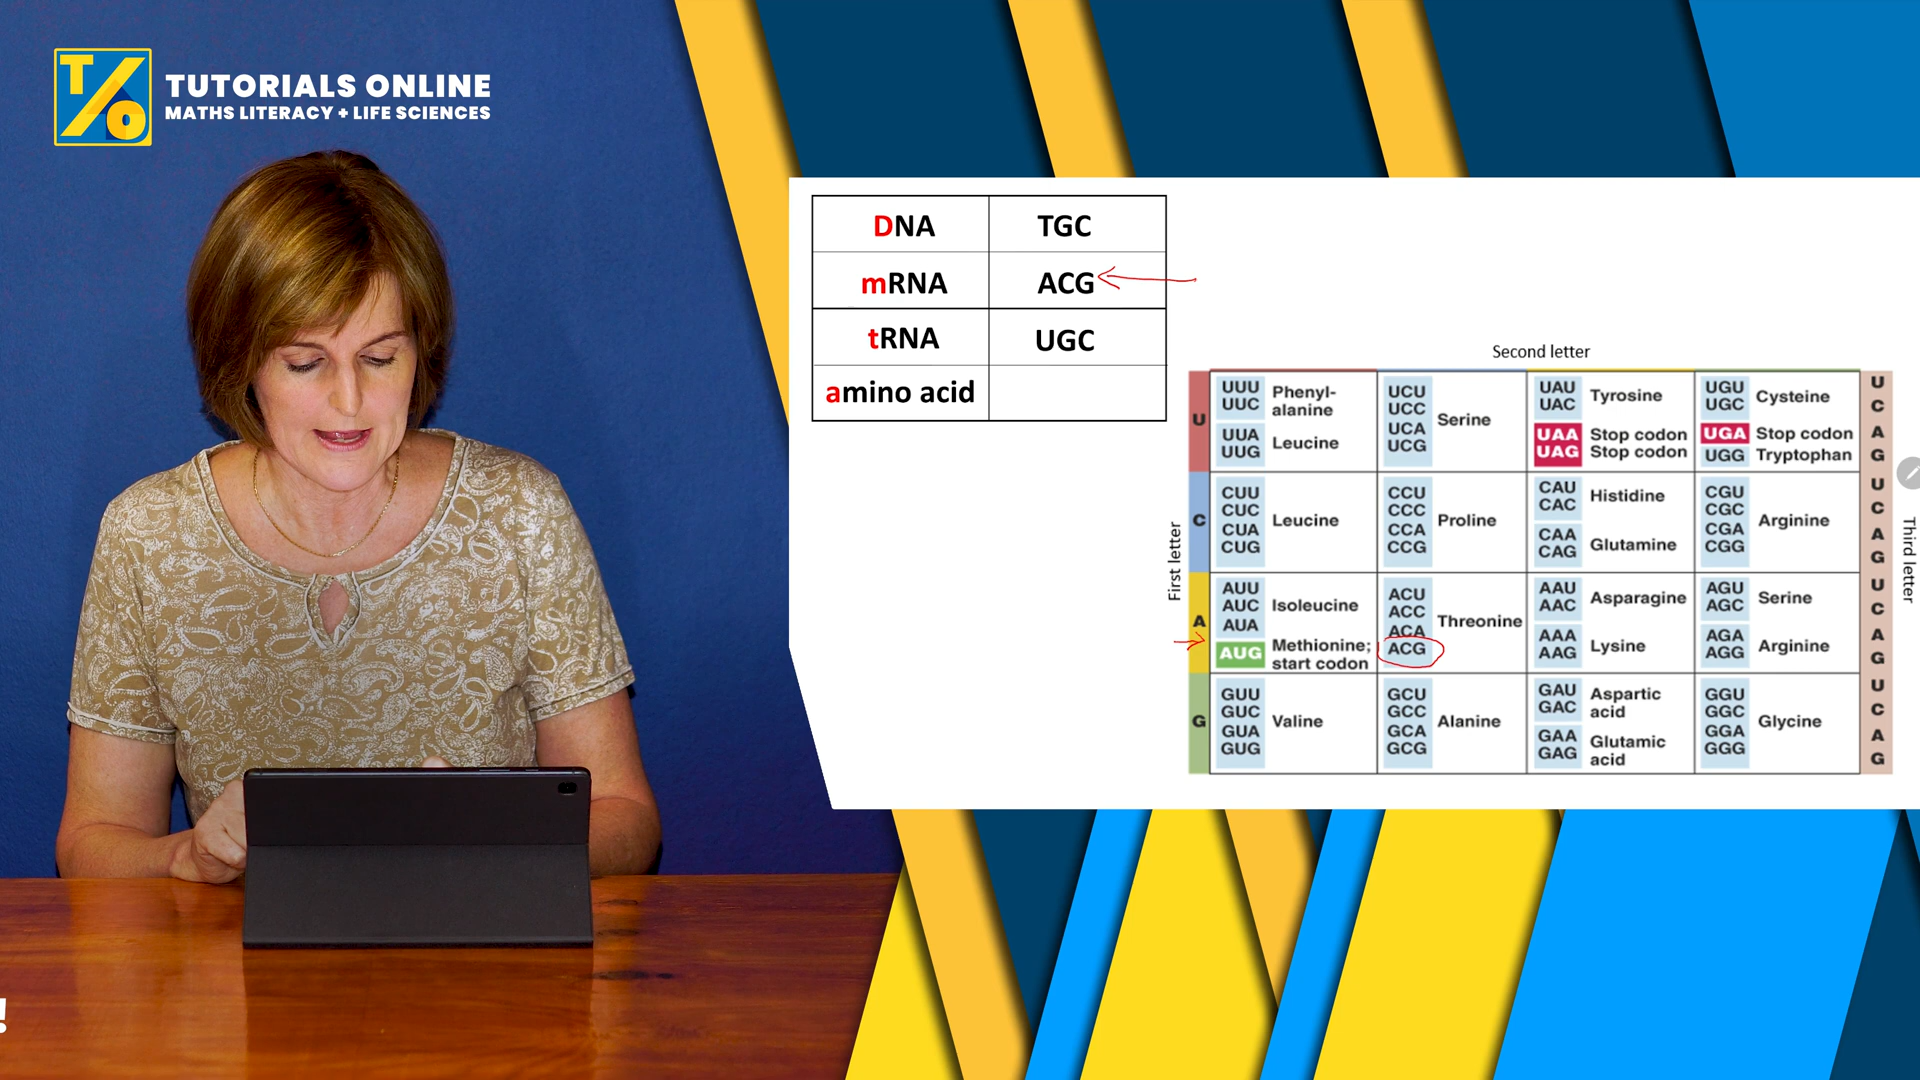 T/O
TUTORIALS ONLINE
MATHS LITERACY + LIFE SCIENCES
DNA TGC
mRNA ACG
tRNA UGC
amino acid
Second letter
First letter
Third letter
U
UUU
UUC
Phenyl-
alanine
UUA
UUG
Leucine
UCU
UCC
UCA
UCG
Serine
UAU
UAC
Tyrosine
UAA Stop codon
UAG Stop codon
UGU
UGC
Cysteine
UGA Stop codon
UGG Tryptophan
U
C
A
G
C
CUU
CUC
CUA
CUG
Leucine
CCU
CCC
CCA
CCG
Proline
CAU
CAC
Histidine
CAA
CAG
Glutamine
CGU
CGC
CGA
CGG
Arginine
U
C
A
G
A
AUU
AUC
AUA
Isoleucine
AUG
Methionine;
start codon
ACU
ACC
ACA
ACG
Threonine
AAU
AAC
Asparagine
AAA
AAG
Lysine
AGU
AGC
Serine
AGA
AGG
Arginine
U
C
A
G
G
GUU
GUC
GUA
GUG
Valine
GCU
GCC
GCA
GCG
Alanine
GAU
GAC
Aspartic
acid
GAA
GAG
Glutamic
acid
GGU
GGC
GGA
GGG
Glycine
U
C
A
G
!